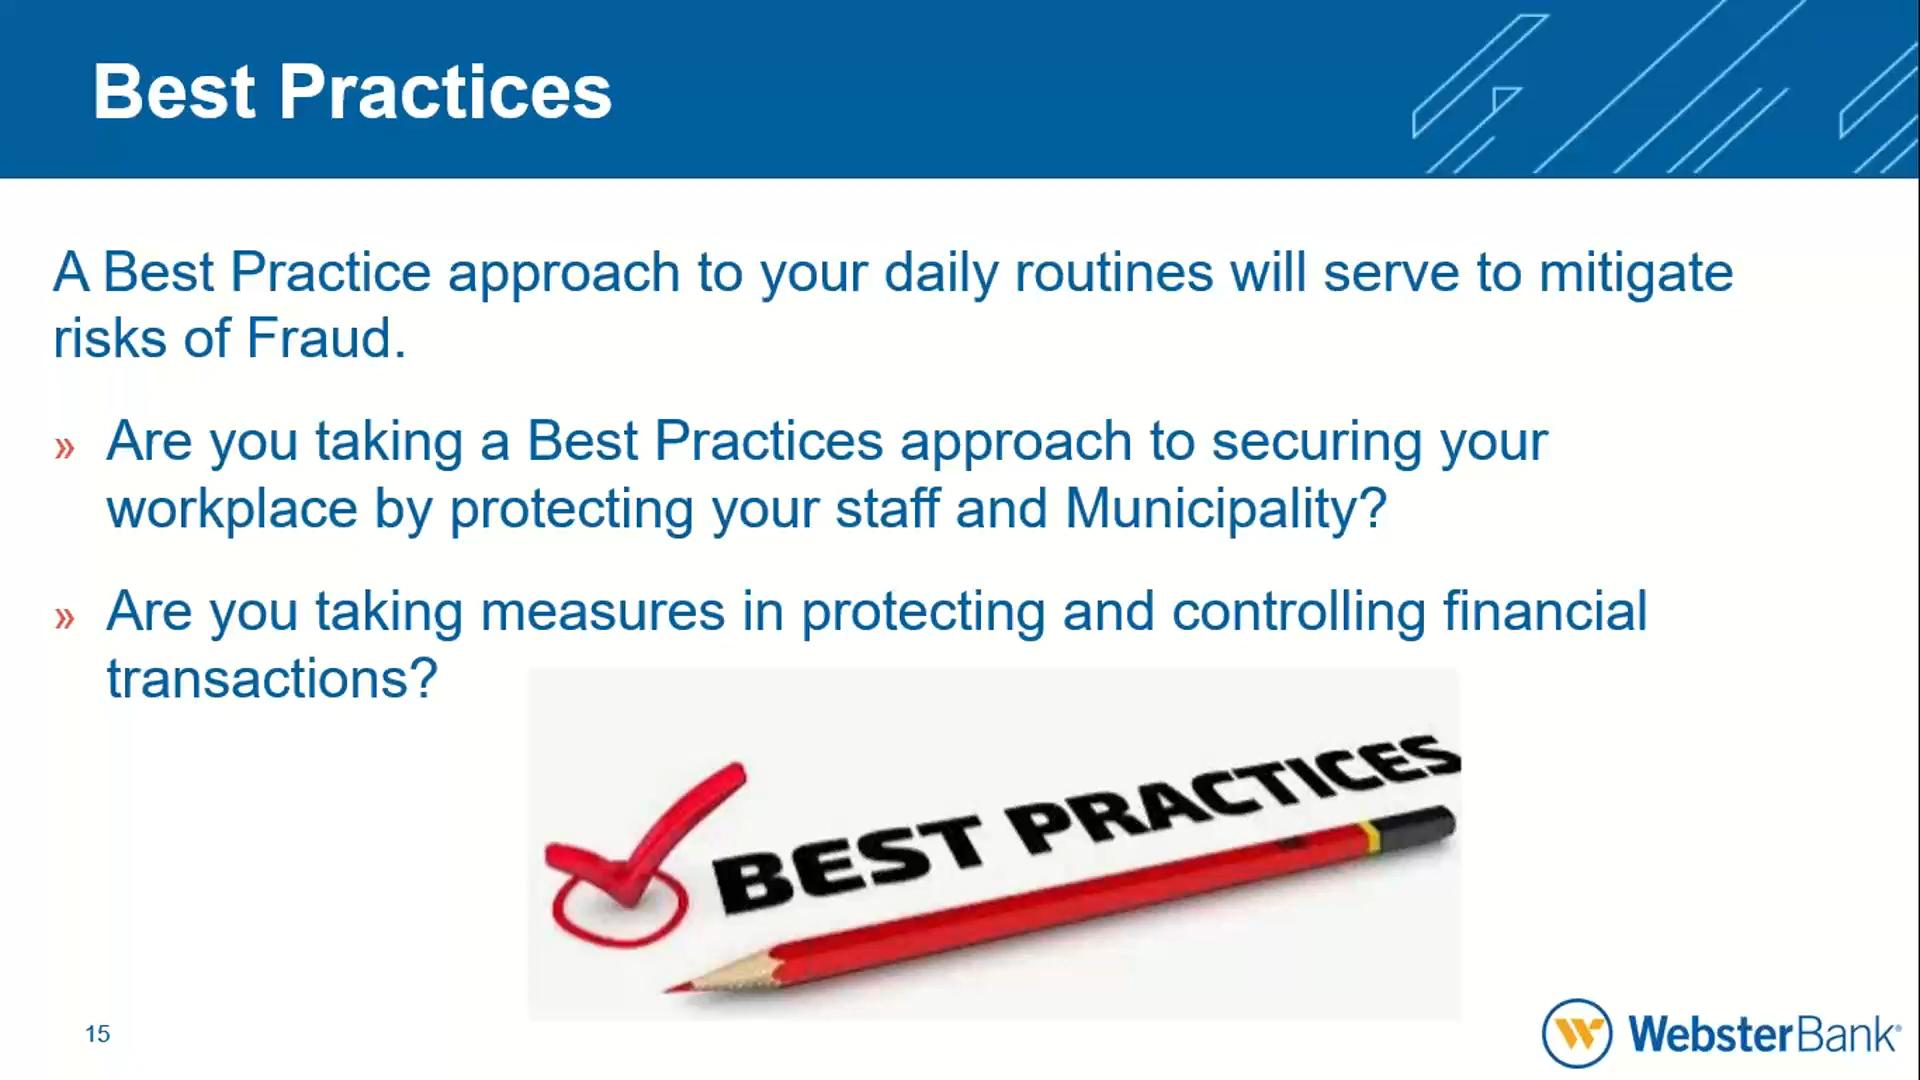 Best Practices
A Best Practice approach to your daily routines will serve to mitigate
risks of Fraud.
» Are you taking a Best Practices approach to securing your
workplace by protecting your staff and Municipality?
» Are you taking measures in protecting and controlling financial
transactions?
BEST PRACTICES
15
WebsterBank®